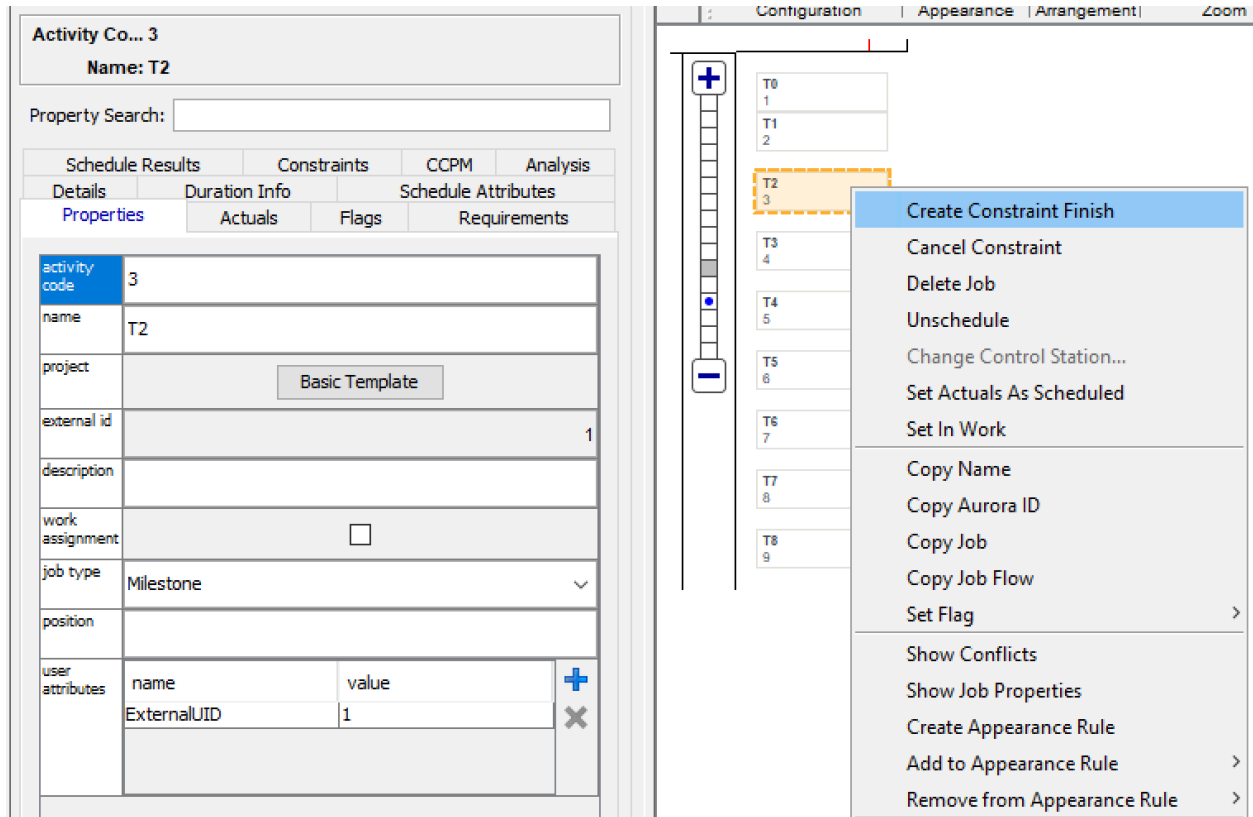 Activity Co... 3
Name: T2
Property Search:
Schedule Results Constraints CCPM Analysis
Details Duration Info Schedule Attributes
Properties Actuals Flags Requirements
activity code 3
name T2
project Basic Template
external id 1
description
work assignment
job type Milestone
position
user attributes
name value
ExternalUID 1
Configuration Appearance Arrangement Zoom
T0
1
T1
2
T2
3
T3
4
T4
5
T5
6
T6
7
T7
8
T8
9
Create Constraint Finish
Cancel Constraint
Delete Job
Unschedule
Change Control Station...
Set Actuals As Scheduled
Set In Work
Copy Name
Copy Aurora ID
Copy Job
Copy Job Flow
Set Flag
Show Conflicts
Show Job Properties
Create Appearance Rule
Add to Appearance Rule
Remove from Appearance Rule